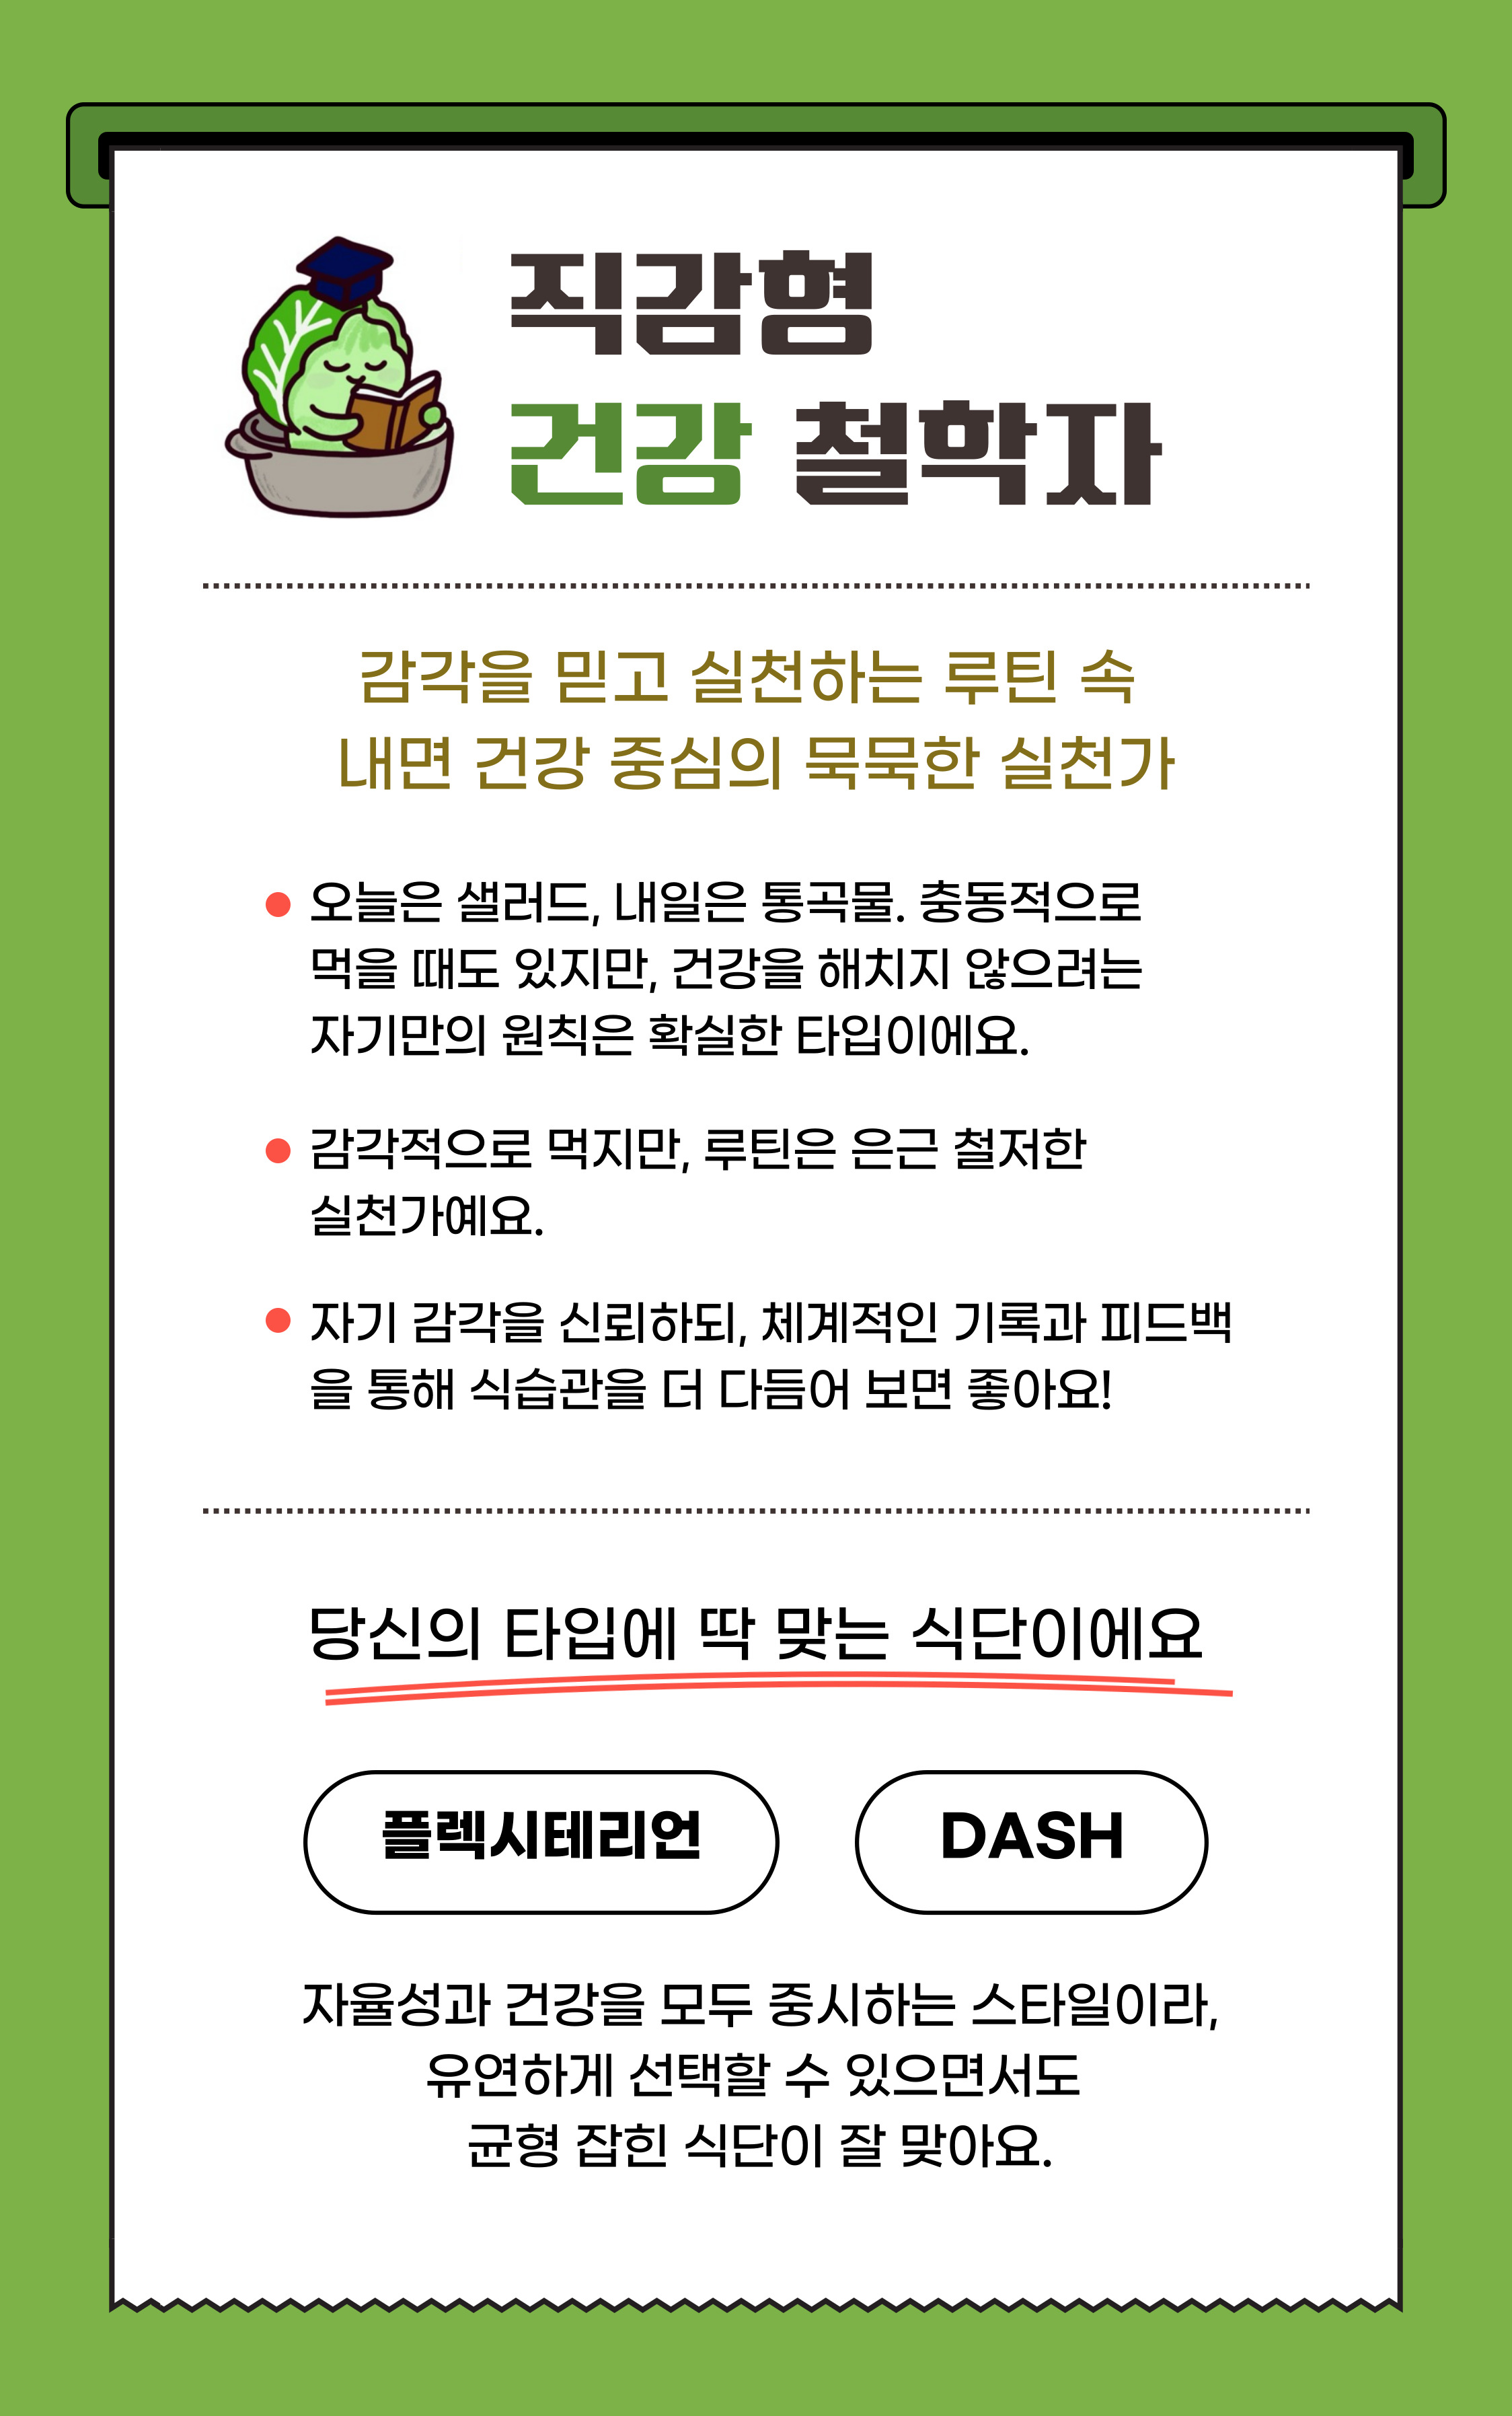 직감형
건강 철학자
감각을 믿고 실천하는 루틴 속
내면 건강 중심의 묵묵한 실천가
오늘은 샐러드, 내일은 통곡물. 충동적으로
먹을 때도 있지만, 건강을 해치지 않으려는
자기만의 원칙은 확실한 타입이에요.
감각적으로 먹지만, 루틴은 은근 철저한
실천가예요.
자기 감각을 신뢰하되, 체계적인 기록과 피드백
을 통해 식습관을 더 다듬어 보면 좋아요!
당신의 타입에 딱 맞는 식단이에요
플렉시테리언 DASH
자율성과 건강을 모두 중시하는 스타일이라,
유연하게 선택할 수 있으면서도
균형 잡힌 식단이 잘 맞아요.